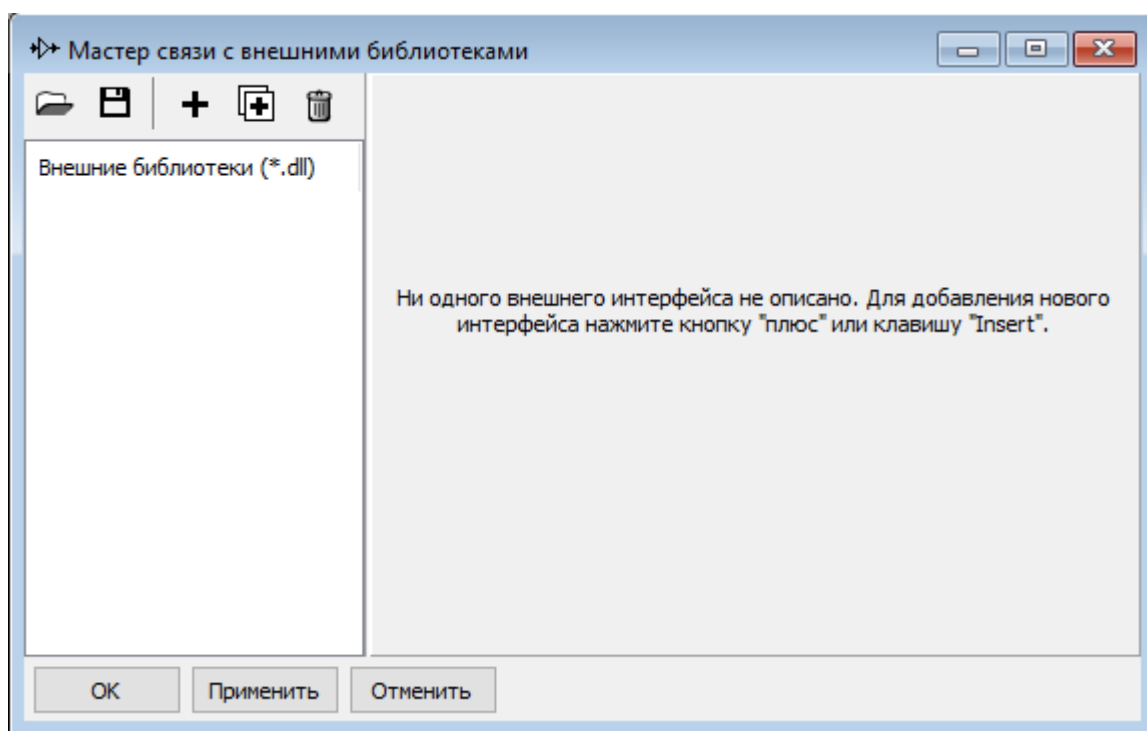 Мастер связи с внешними библиотеками
Внешние библиотеки (*.dll)
Ни одного внешнего интерфейса не описано. Для добавления нового
интерфейса нажмите кнопку "плюс" или клавишу "Insert".
OK
Применить
Отменить